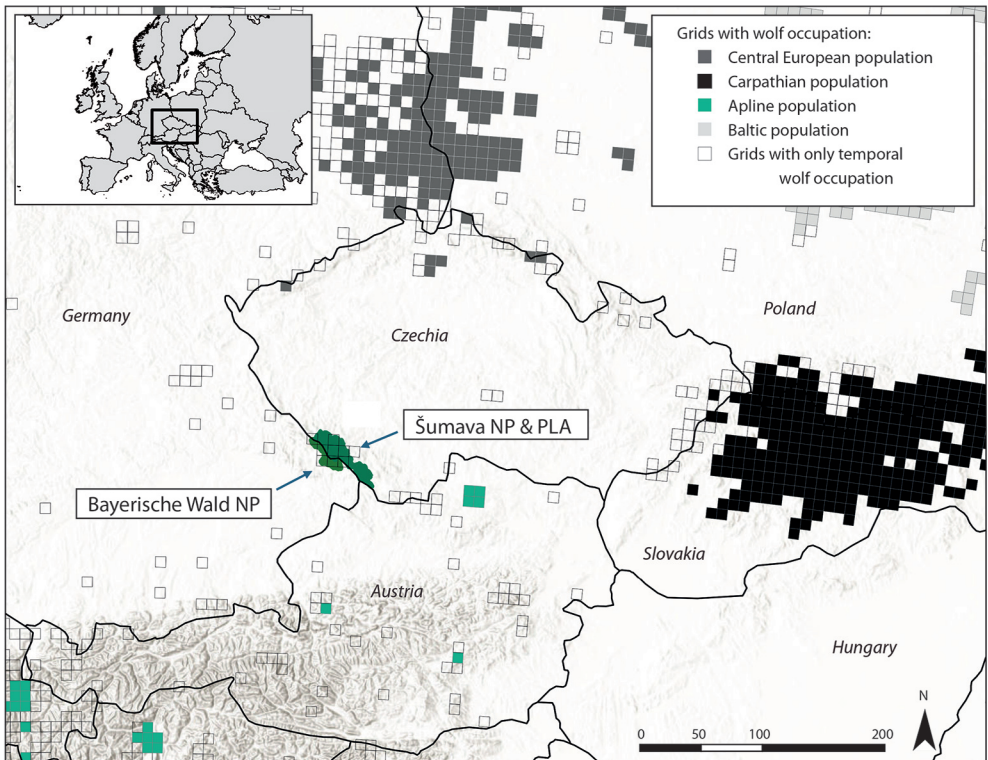 Grids with wolf occupation:
Central European population
Carpathian population
Apline population
Baltic population
Grids with only temporal
wolf occupation
Germany
Czechia
Poland
Šumava NP & PLA
Bayerische Wald NP
Slovakia
Austria
Hungary
N
0 50 100 200